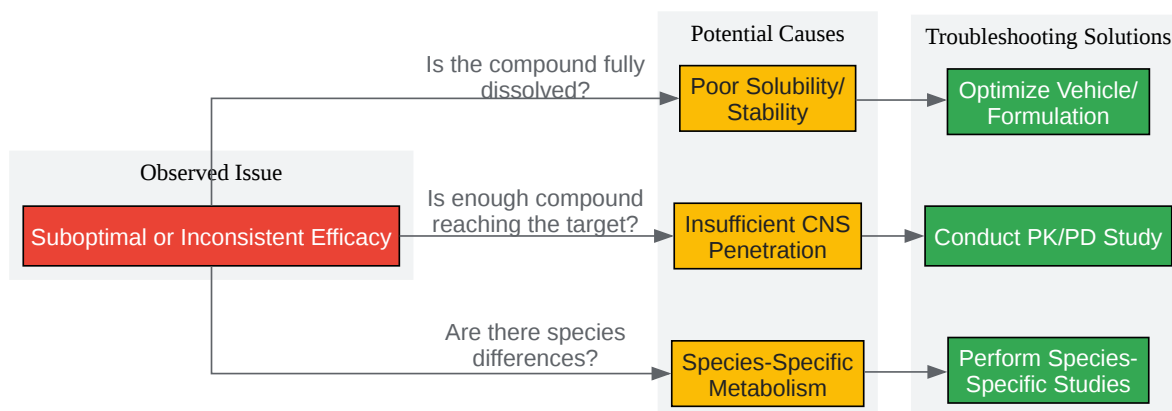 Potential Causes
Troubleshooting Solutions
Is the compound fully
dissolved?
Poor Solubility/
Stability
Optimize Vehicle/
Formulation
Observed Issue
Suboptimal or Inconsistent Efficacy
Is enough compound
reaching the target?
Insufficient CNS
Penetration
Conduct PK/PD Study
Are there species
differences?
Species-Specific
Metabolism
Perform Species-
Specific Studies